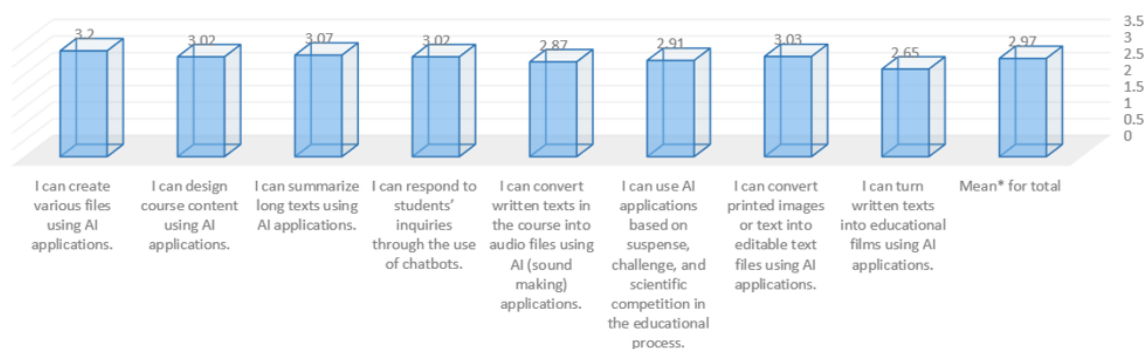 3.2
3.02
3.07
3.02
2.87
2.91
3.03
2.65
2.97
3.5
3
2.5
2
1.5
1
0.5
0
I can create
various files
using AI
applications.
I can design
course content
using AI
applications.
I can summarize
long texts using
AI applications.
I can respond to
students’
inquiries
through the use
of chatbots.
I can convert
written texts in
the course into
audio files using
AI (sound
making)
applications.
I can use AI
applications
based on
suspense,
challenge, and
scientific
competition in
the educational
process.
I can convert
printed images
or text into
editable text
files using AI
applications.
I can turn
written texts
into educational
films using AI
applications.
Mean* for total